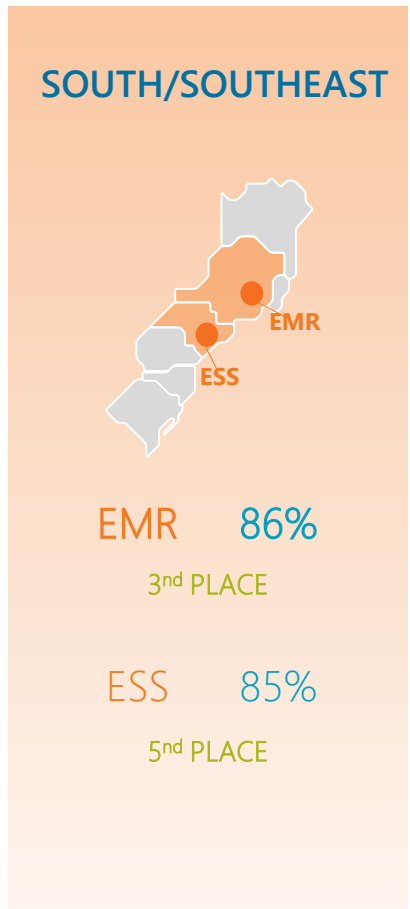 SOUTH/SOUTHEAST
EMR
ESS
EMR 86%
3nd PLACE
ESS 85%
5nd PLACE